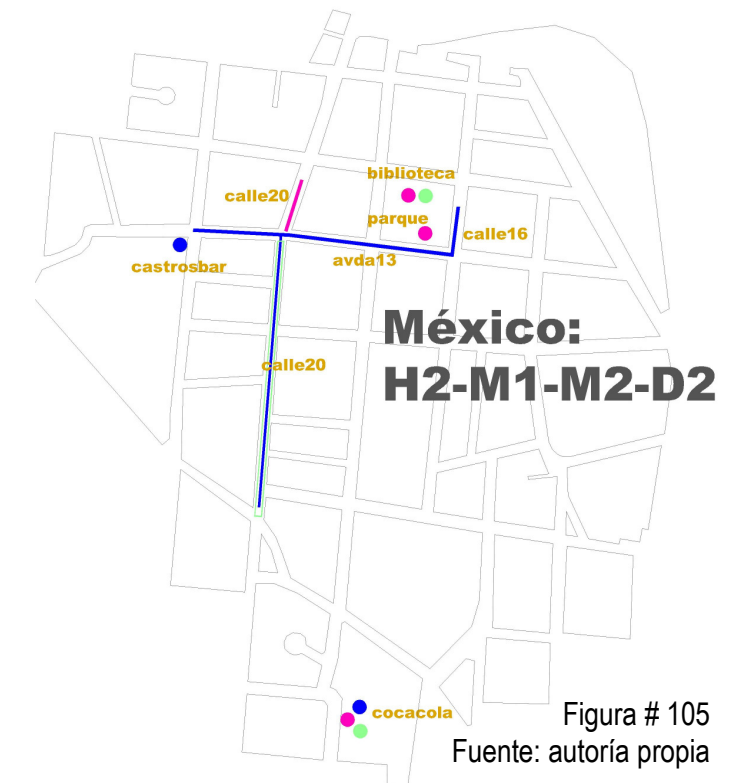 biblioteca
calle20
parque
calle16
avda13
castrosbar
México:
H2-M1-M2-D2
calle20
cocacola
Figura # 105
Fuente: autoría propia